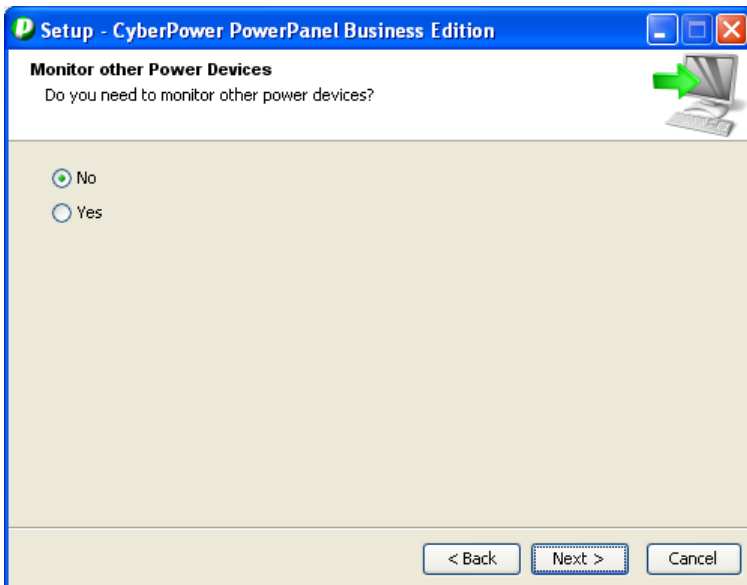 Setup - CyberPower PowerPanel Business Edition
Monitor other Power Devices
Do you need to monitor other power devices?
No
Yes
< Back Next > Cancel